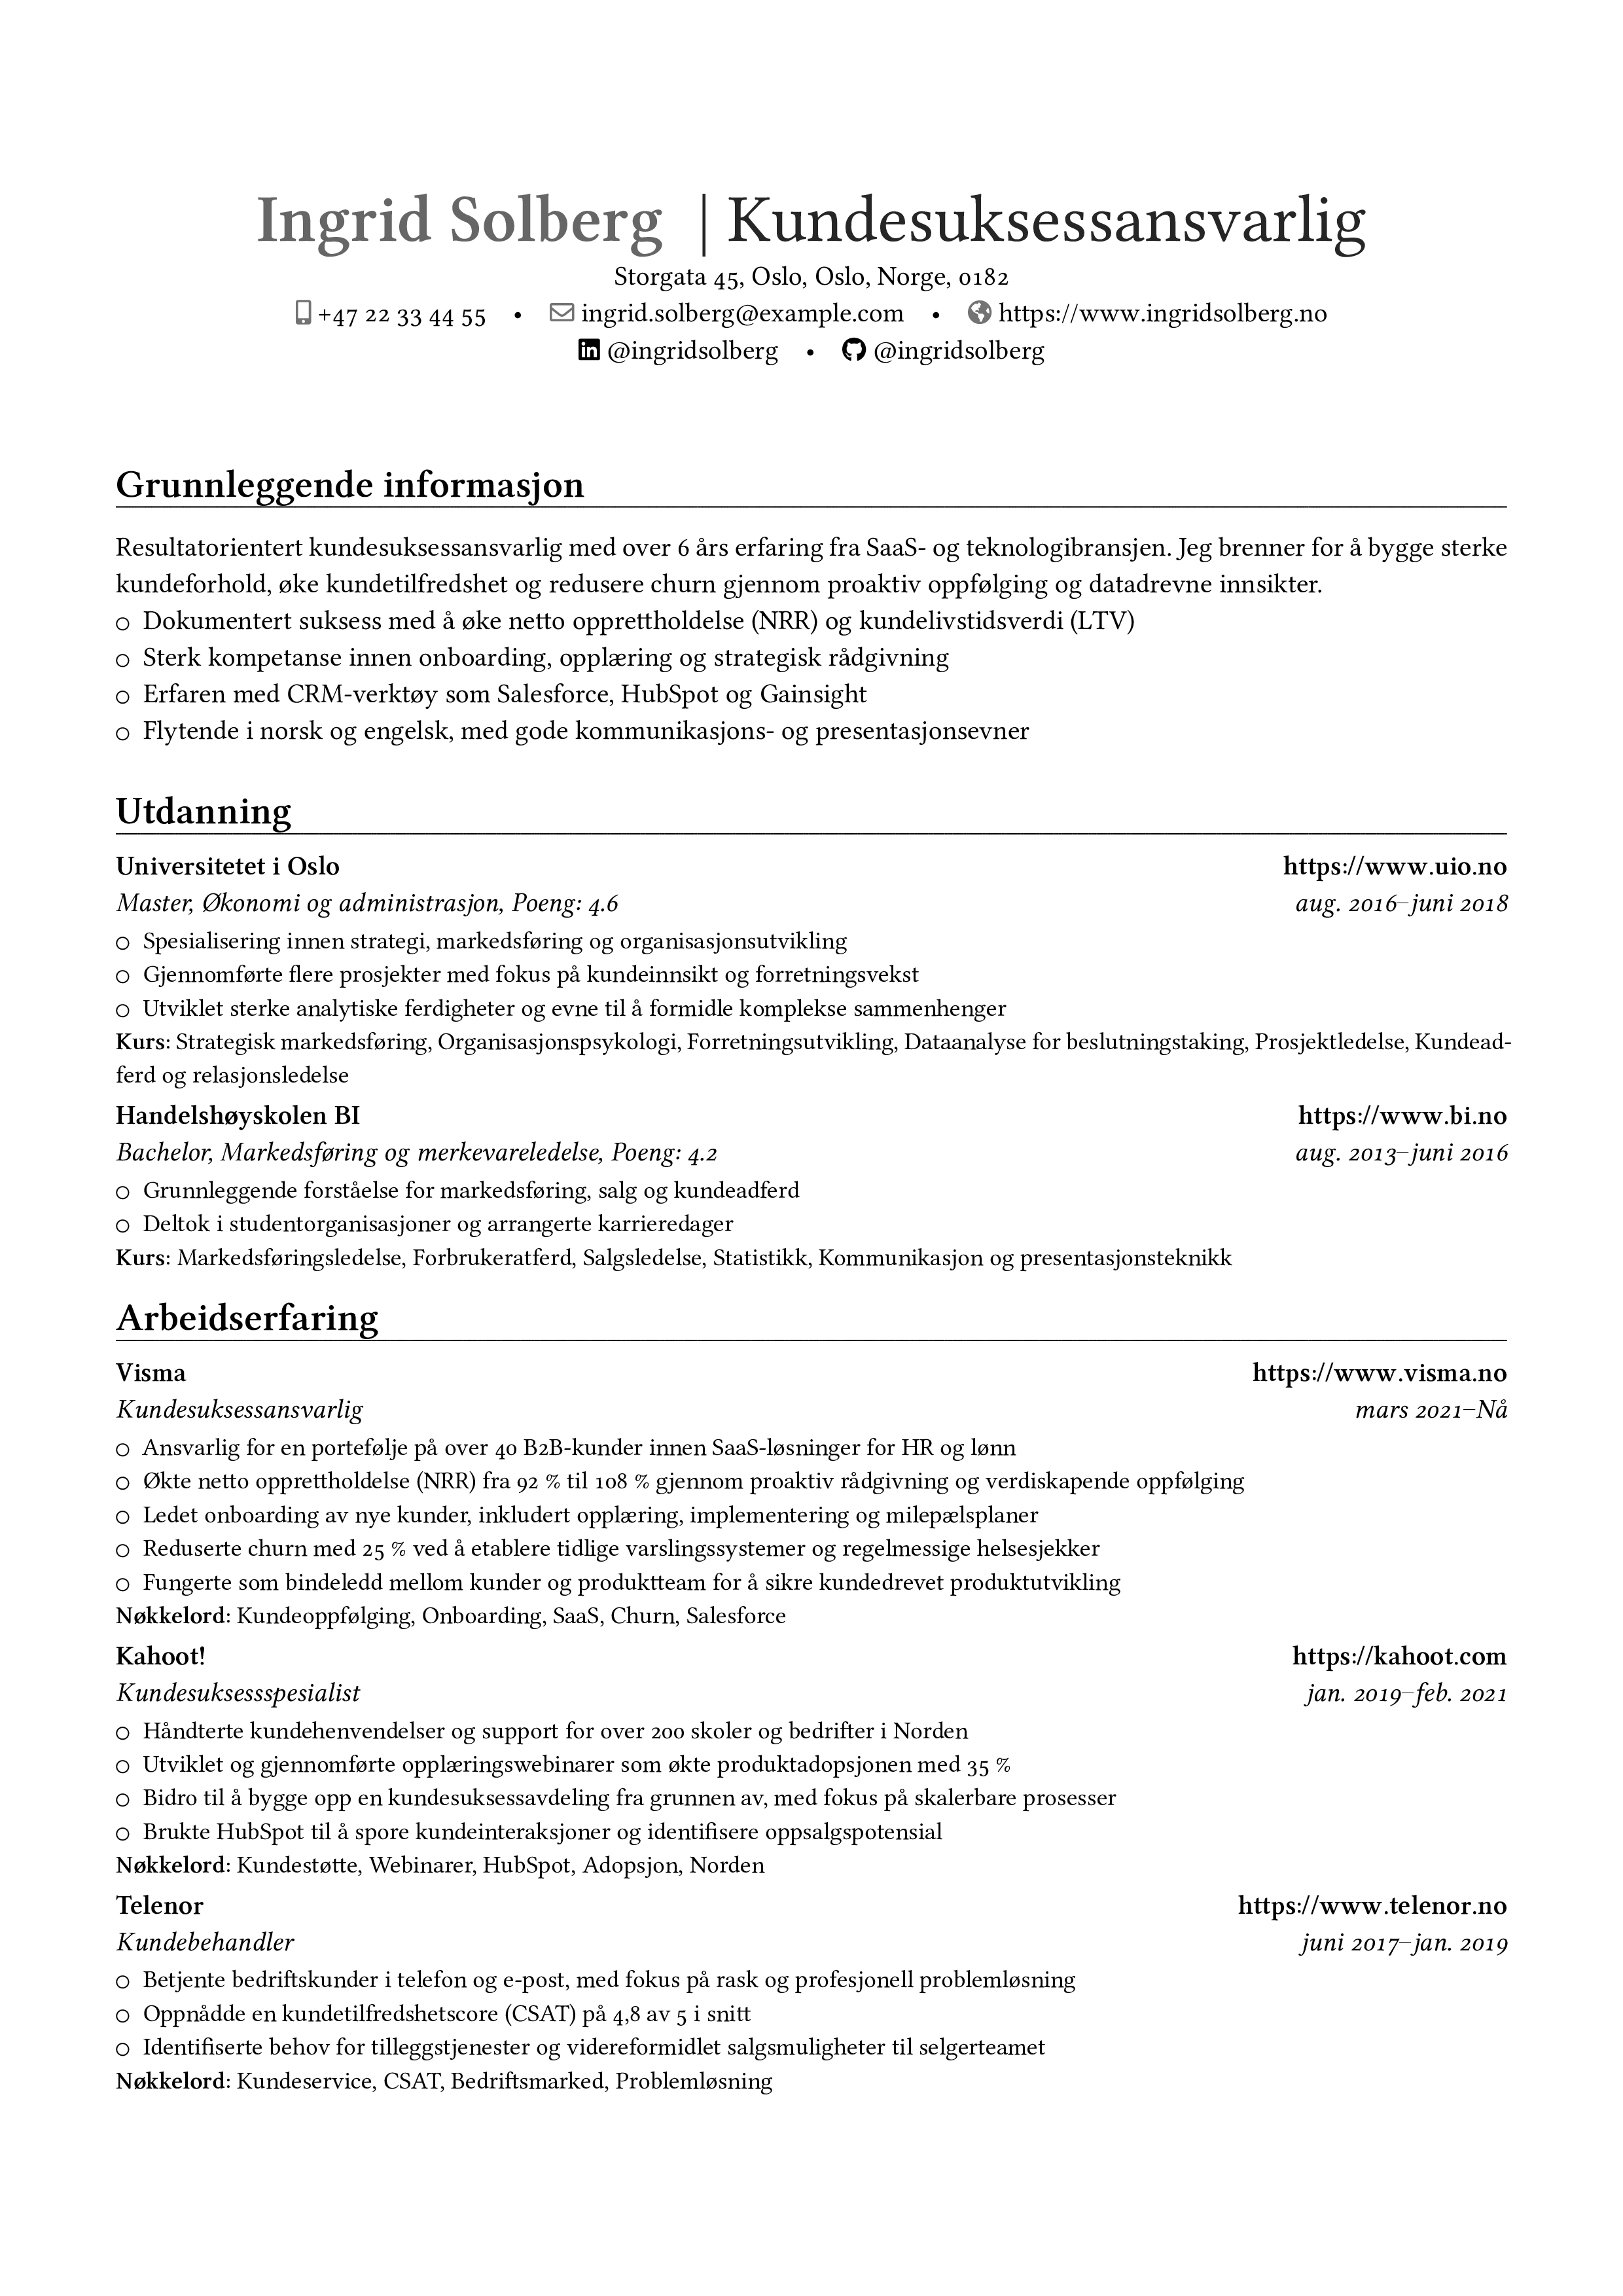 Ingrid Solberg | Kundesuksessansvarlig
Storgata 45, Oslo, Oslo, Norge, 0182
+47 22 33 44 55 • ingrid.solberg@example.com • https://www.ingridsolberg.no
@ingridsolberg • @ingridsolberg
Grunnleggende informasjon
Resultatorientert kundesuksessansvarlig med over 6 års erfaring fra SaaS- og teknologibransjen. Jeg brenner for å bygge sterke
kundeforhold, øke kundetilfredshet og redusere churn gjennom proaktiv oppfølging og datadrevne innsikter.
○ Dokumentert suksess med å øke netto opprettholdelse (NRR) og kundelivstidsverdi (LTV)
○ Sterk kompetanse innen onboarding, opplæring og strategisk rådgivning
○ Erfaren med CRM-verktøy som Salesforce, HubSpot og Gainsight
○ Flytende i norsk og engelsk, med gode kommunikasjons- og presentasjonsevner
Utdanning
Universitetet i Oslo https://www.uio.no
Master, Økonomi og administrasjon, Poeng: 4.6 aug. 2016–juni 2018
○ Spesialisering innen strategi, markedsføring og organisasjonsutvikling
○ Gjennomførte flere prosjekter med fokus på kundeinnsikt og forretningsvekst
○ Utviklet sterke analytiske ferdigheter og evne til å formidle komplekse sammenhenger
Kurs: Strategisk markedsføring, Organisasjonspsykologi, Forretningsutvikling, Dataanalyse for beslutningstaking, Prosjektledelse, Kundead-
ferd og relasjonsledelse
Handelshøyskolen BI https://www.bi.no
Bachelor, Markedsføring og merkevareledelse, Poeng: 4.2 aug. 2013–juni 2016
○ Grunnleggende forståelse for markedsføring, salg og kundeadferd
○ Deltok i studentorganisasjoner og arrangerte karrieredager
Kurs: Markedsføringsledelse, Forbrukeratferd, Salgsledelse, Statistikk, Kommunikasjon og presentasjonsteknikk
Arbeidserfaring
Visma https://www.visma.no
Kundesuksessansvarlig mars 2021–Nå
○ Ansvarlig for en portefølje på over 40 B2B-kunder innen SaaS-løsninger for HR og lønn
○ Økte netto opprettholdelse (NRR) fra 92 % til 108 % gjennom proaktiv rådgivning og verdiskapende oppfølging
○ Ledet onboarding av nye kunder, inkludert opplæring, implementering og milepælsplaner
○ Reduserte churn med 25 % ved å etablere tidlige varslingssystemer og regelmessige helsesjekker
○ Fungerte som bindeledd mellom kunder og produktteam for å sikre kundedrevet produktutvikling
Nøkkelord: Kundeoppfølging, Onboarding, SaaS, Churn, Salesforce
Kahoot! https://kahoot.com
Kundesuksessspesialist jan. 2019–feb. 2021
○ Håndterte kundehenvendelser og support for over 200 skoler og bedrifter i Norden
○ Utviklet og gjennomførte opplæringswebinarer som økte produktadopsjonen med 35 %
○ Bidro til å bygge opp en kundesuksessavdeling fra grunnen av, med fokus på skalerbare prosesser
○ Brukte HubSpot til å spore kundeinteraksjoner og identifisere oppsalgspotensial
Nøkkelord: Kundestøtte, Webinarer, HubSpot, Adopsjon, Norden
Telenor https://www.telenor.no
Kundebehandler juni 2017–jan. 2019
○ Betjente bedriftskunder i telefon og e-post, med fokus på rask og profesjonell problemløsning
○ Oppnådde en kundetilfredshetscore (CSAT) på 4,8 av 5 i snitt
○ Identifiserte behov for tilleggstjenester og videreformidlet salgsmuligheter til selgerteamet
Nøkkelord: Kundeservice, CSAT, Bedriftsmarked, Problemløsning